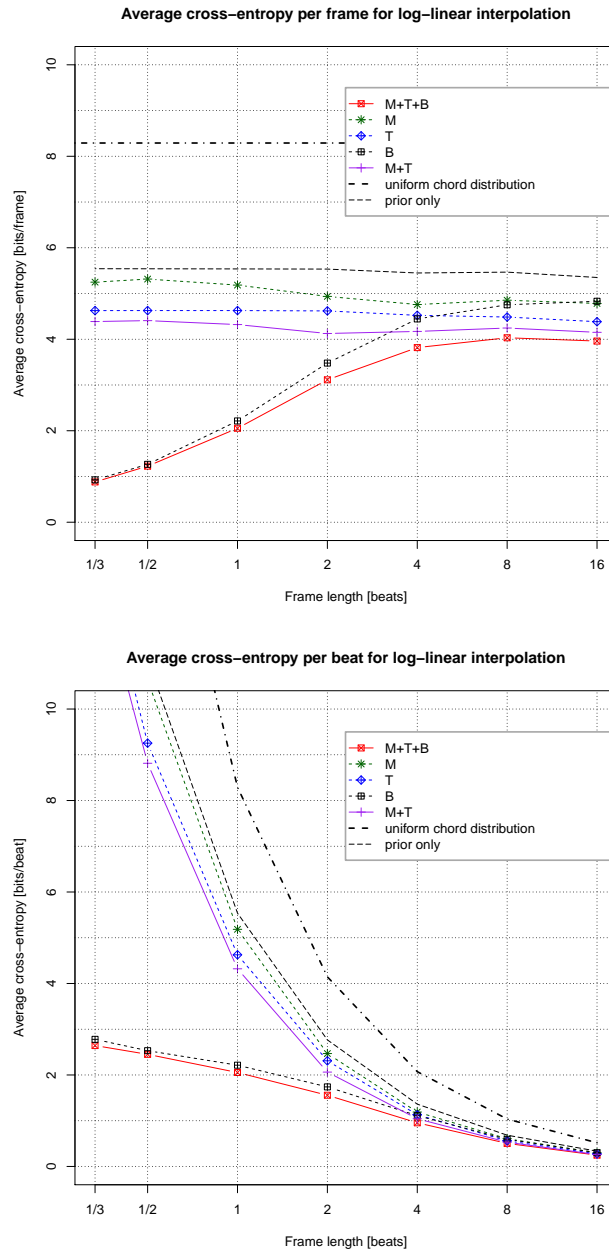 Average cross−entropy per frame for log−linear interpolation
10
8
6
4
2
0
Average cross−entropy [bits/frame]
M+T+B
M
T
B
M+T
uniform chord distribution
prior only
1/3 1/2 1 2 4 8 16
Frame length [beats]
Average cross−entropy per beat for log−linear interpolation
10
8
6
4
2
0
Average cross−entropy [bits/beat]
M+T+B
M
T
B
M+T
uniform chord distribution
prior only
1/3 1/2 1 2 4 8 16
Frame length [beats]